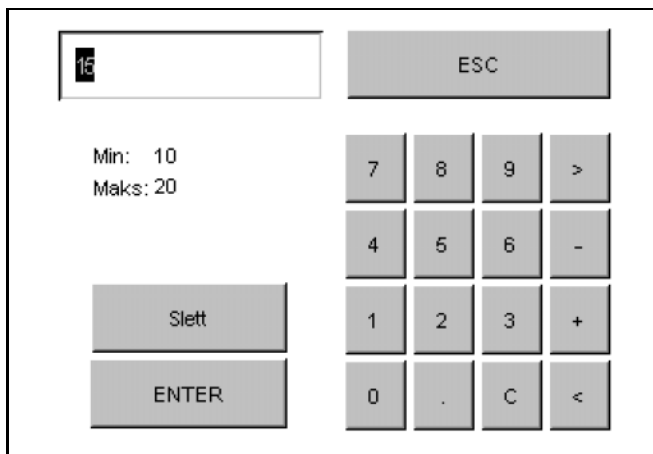 15
ESC
Min: 10
Maks: 20
7 8 9 >
4 5 6 -
Slett
1 2 3 +
ENTER
0 . C <